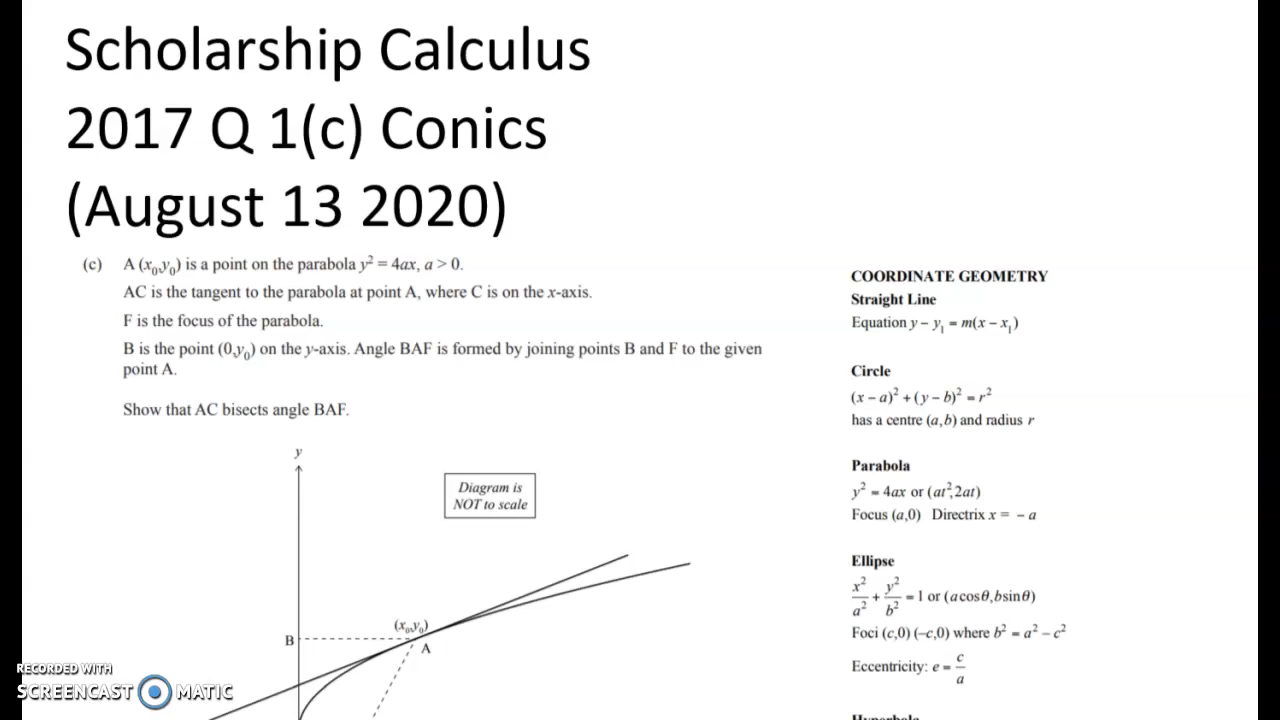 Scholarship Calculus
2017 Q 1(c) Conics
(August 13 2020)
(c) A (x₀,y₀) is a point on the parabola y² = 4ax, a > 0.
AC is the tangent to the parabola at point A, where C is on the x-axis.
F is the focus of the parabola.
B is the point (0,y₀) on the y-axis. Angle BAF is formed by joining points B and F to the given
point A.
Show that AC bisects angle BAF.
y
Diagram is
NOT to scale
(x₀,y₀)
B
A
RECORDED WITH
SCREENCAST MATIC
COORDINATE GEOMETRY
Straight Line
Equation y − y₁ = m(x − x₁)
Circle
(x − a)² + (y − b)² = r²
has a centre (a,b) and radius r
Parabola
y² = 4ax or (at²,2at)
Focus (a,0) Directrix x = − a
Ellipse
x²/a² + y²/b² = 1 or (a cosθ, b sinθ)
Foci (c,0) (−c,0) where b² = a² − c²
Eccentricity: e = c/a